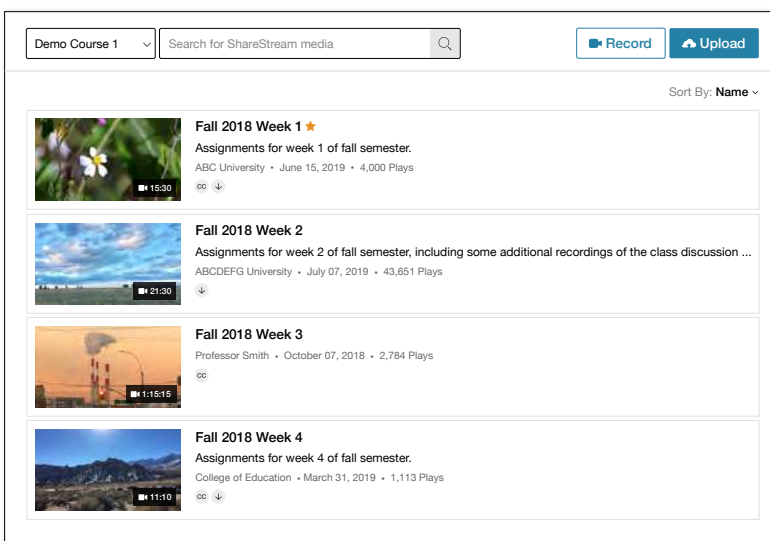 Demo Course 1 Search for ShareStream media Record Upload
Sort By: Name
Fall 2018 Week 1
Assignments for week 1 of fall semester.
ABC University • June 15, 2019 • 4,000 Plays
15:30 CC
Fall 2018 Week 2
Assignments for week 2 of fall semester, including some additional recordings of the class discussion ...
ABCDEFG University • July 07, 2019 • 43,651 Plays
21:30
Fall 2018 Week 3
Professor Smith • October 07, 2018 • 2,784 Plays
CC
1:15:15
Fall 2018 Week 4
Assignments for week 4 of fall semester.
College of Education • March 31, 2019 • 1,113 Plays
11:10 CC